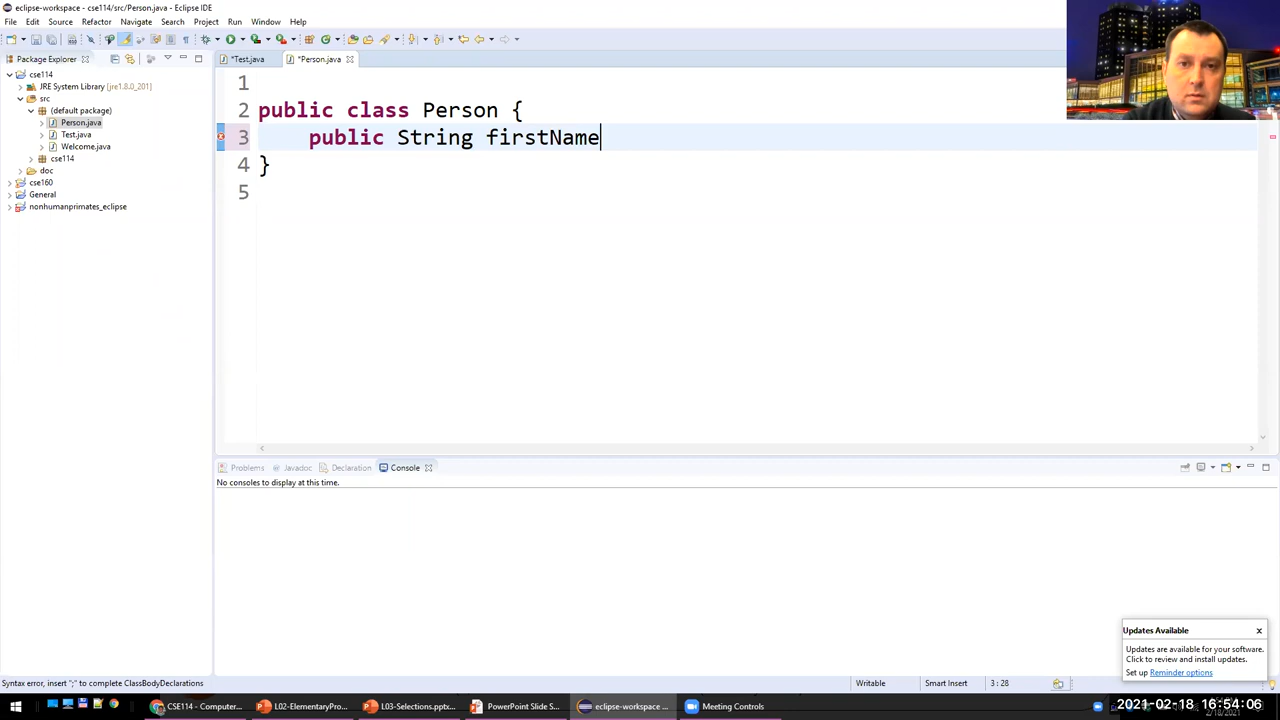 eclipse-workspace - cse114/src/Person.java - Eclipse IDE
File Edit Source Refactor Navigate Search Project Run Window Help
Package Explorer
*Test.java
*Person.java
cse114
JRE System Library [jre1.8.0_201]
src
(default package)
Person.java
Test.java
Welcome.java
cse114
doc
cse160
General
nonhumanprimates_eclipse
1
2 public class Person {
3 public String firstName
4 }
5
Problems @ Javadoc Declaration Console
No consoles to display at this time.
Updates Available
Updates are available for your software.
Click to review and install updates.
Set up Reminder options
Syntax error, insert ";" to complete ClassBodyDeclarations
Writable
Smart Insert
3 : 28
CSE114 - Computer...
L02-ElementaryPro...
L03-Selections.pptx...
PowerPoint Slide S...
eclipse-workspace ...
Meeting Controls
2021-02-18 16:54:06